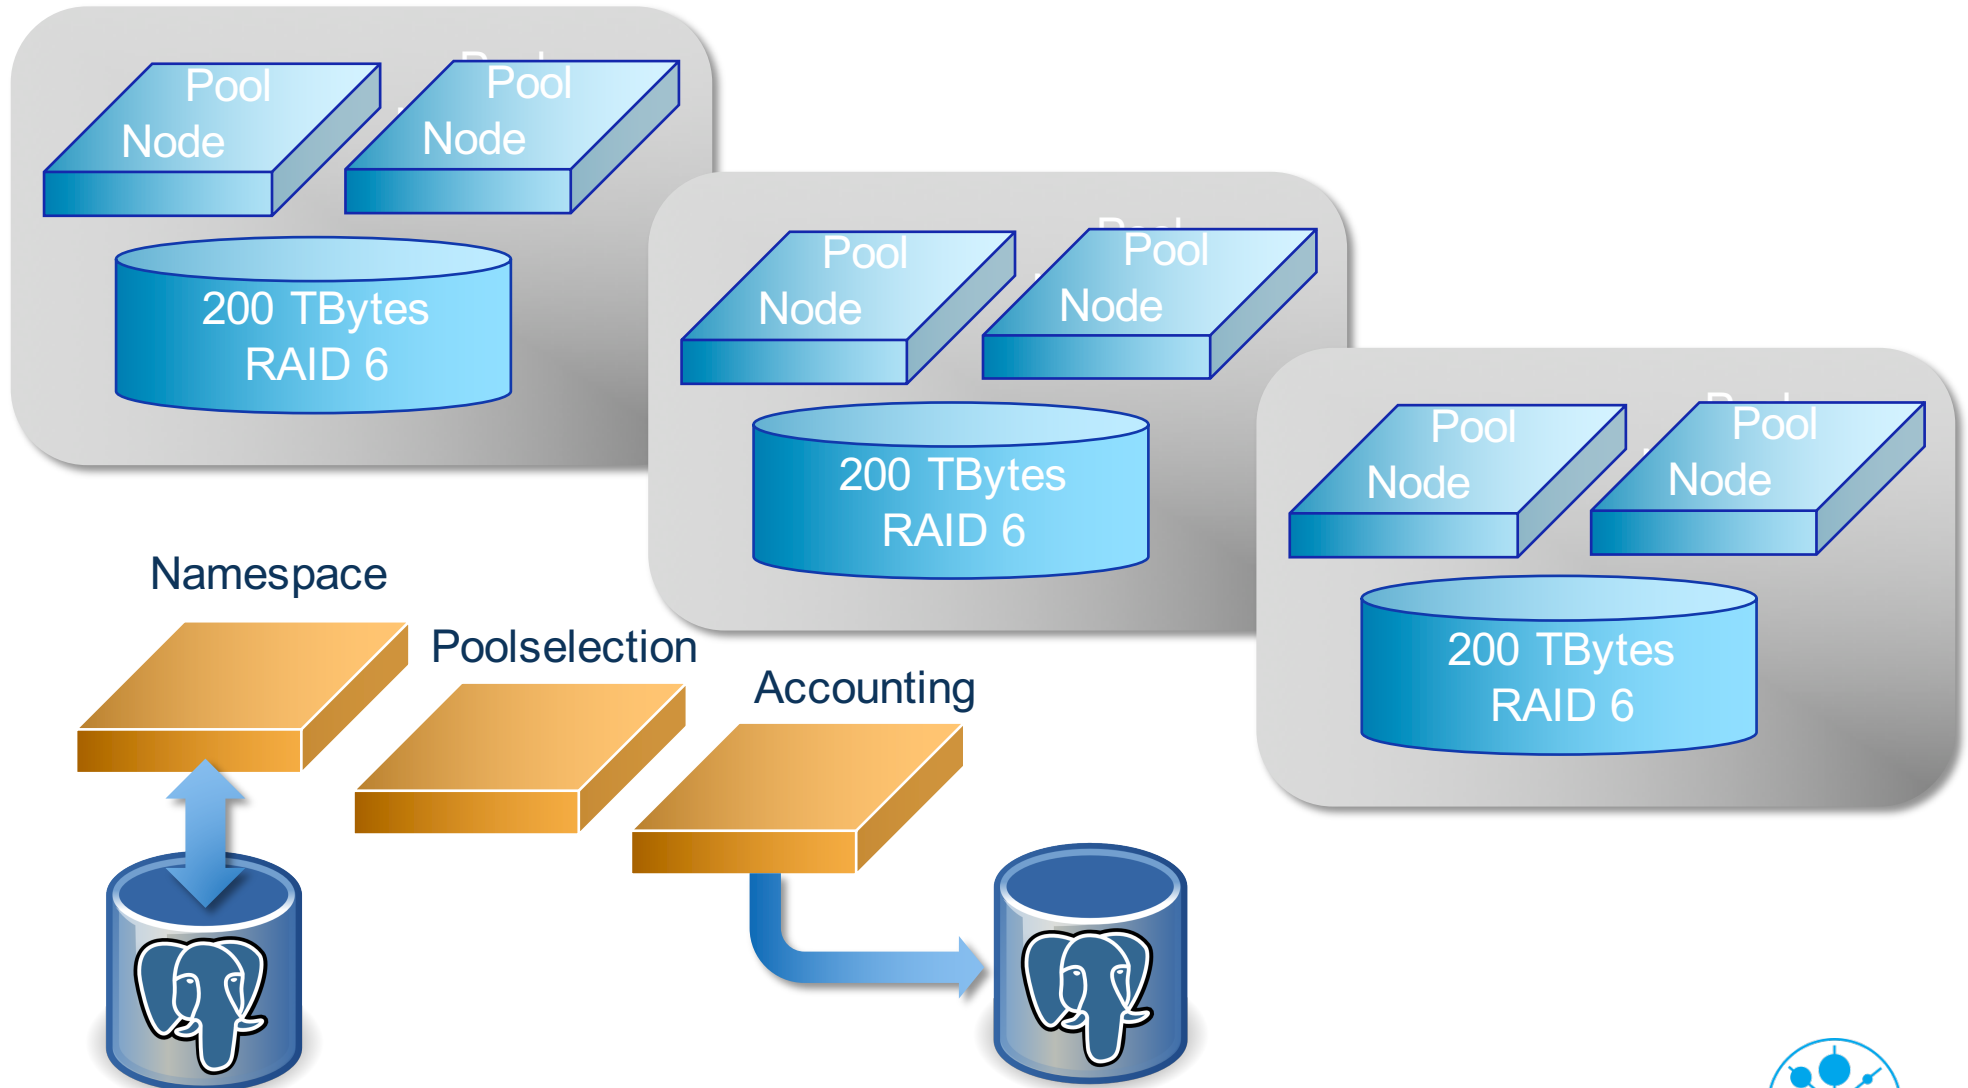 Pool
Node
Pool
Node
200 TBytes
RAID 6
Pool
Node
Pool
Node
200 TBytes
RAID 6
Pool
Node
Pool
Node
200 TBytes
RAID 6
Namespace
Poolselection
Accounting